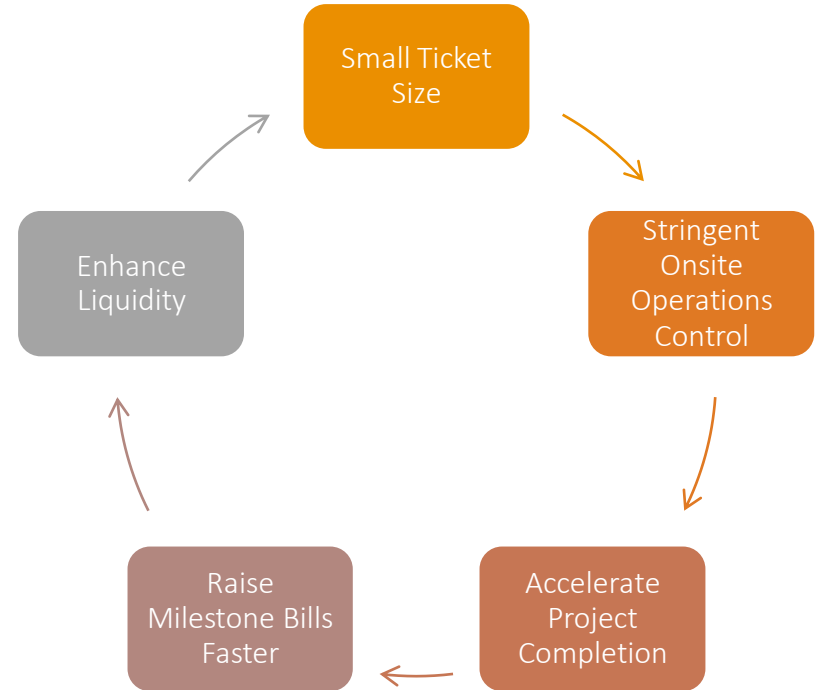 Small Ticket
Size
Stringent
Onsite
Operations
Control
Accelerate
Project
Completion
Raise
Milestone Bills
Faster
Enhance
Liquidity